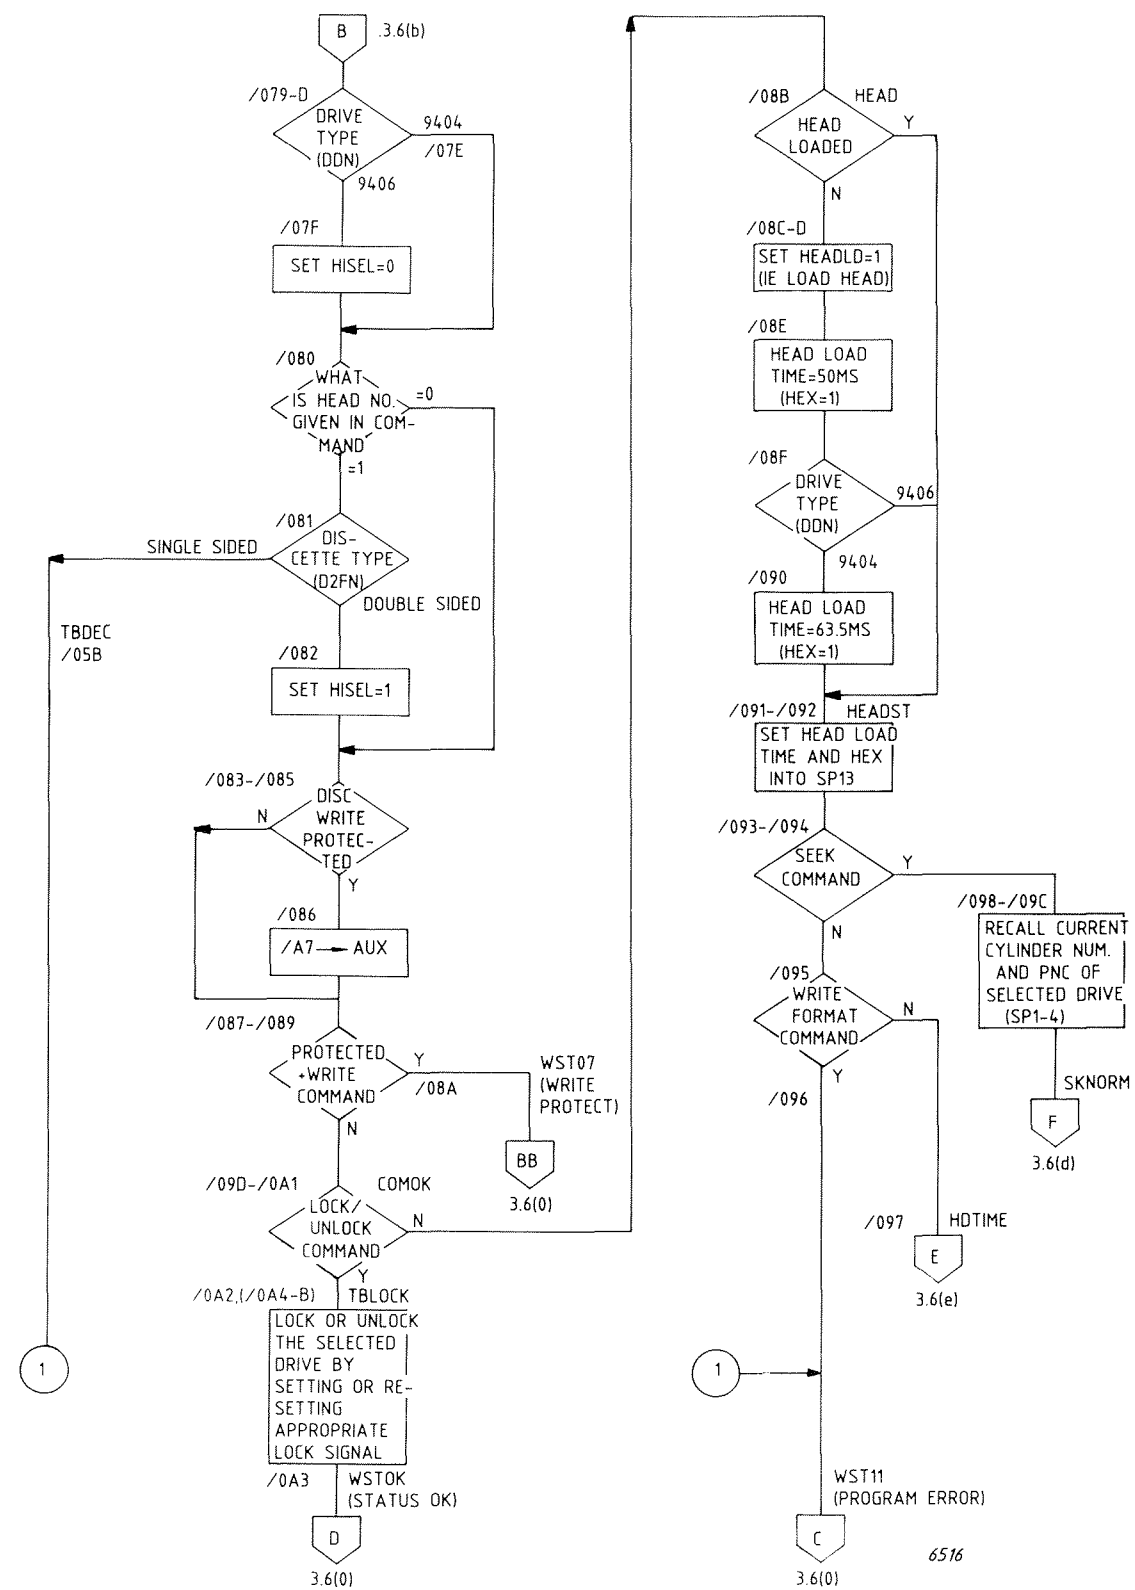 B
.3.6(b)
/079-D
DRIVE
TYPE
(DDN)
9404
/07E
9406
/07F
SET HISEL=0
/080
WHAT
IS HEAD NO.
GIVEN IN COM-
MAND
=0
=1
/081
DIS-
CETTE TYPE
(D2FN)
SINGLE SIDED
DOUBLE SIDED
TBDEC
/05B
/082
SET HISEL=1
/083-/085
DISC
WRITE
PROTEC-
TED
N
Y
/086
/A7 → AUX
/087-/089
PROTECTED
+WRITE
COMMAND
Y
/08A
N
WST07
(WRITE
PROTECT)
BB
3.6(0)
/09D-/0A1
COMOK
LOCK/
UNLOCK
COMMAND
N
Y
/0A2,(/0A4-B)
TBLOCK
LOCK OR UNLOCK
THE SELECTED
DRIVE BY
SETTING OR RE-
SETTING
APPROPRIATE
LOCK SIGNAL
/0A3
WSTOK
(STATUS OK)
D
3.6(0)
1
/08B
HEAD
HEAD
LOADED
Y
N
/08C-D
SET HEADLD=1
(IE LOAD HEAD)
/08E
HEAD LOAD
TIME=50MS
(HEX=1)
/08F
DRIVE
TYPE
(DDN)
9406
9404
/090
HEAD LOAD
TIME=63.5MS
(HEX=1)
/091-/092
HEADST
SET HEAD LOAD
TIME AND HEX
INTO SP13
/093-/094
SEEK
COMMAND
Y
N
/098-/09C
RECALL CURRENT
CYLINDER NUM.
AND PNC OF
SELECTED DRIVE
(SP1-4)
SKNORM
F
3.6(d)
/095
WRITE
FORMAT
COMMAND
N
Y
/096
/097
HDTIME
E
3.6(e)
1
WST11
(PROGRAM ERROR)
C
3.6(0)
6516